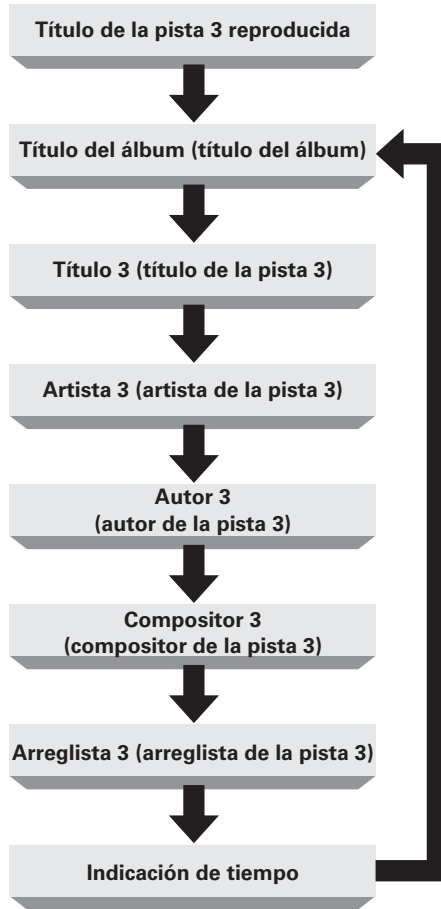 Título de la pista 3 reproducida
Título del álbum (título del álbum)
Título 3 (título de la pista 3)
Artista 3 (artista de la pista 3)
Autor 3
(autor de la pista 3)
Compositor 3
(compositor de la pista 3)
Arreglista 3 (arreglista de la pista 3)
Indicación de tiempo